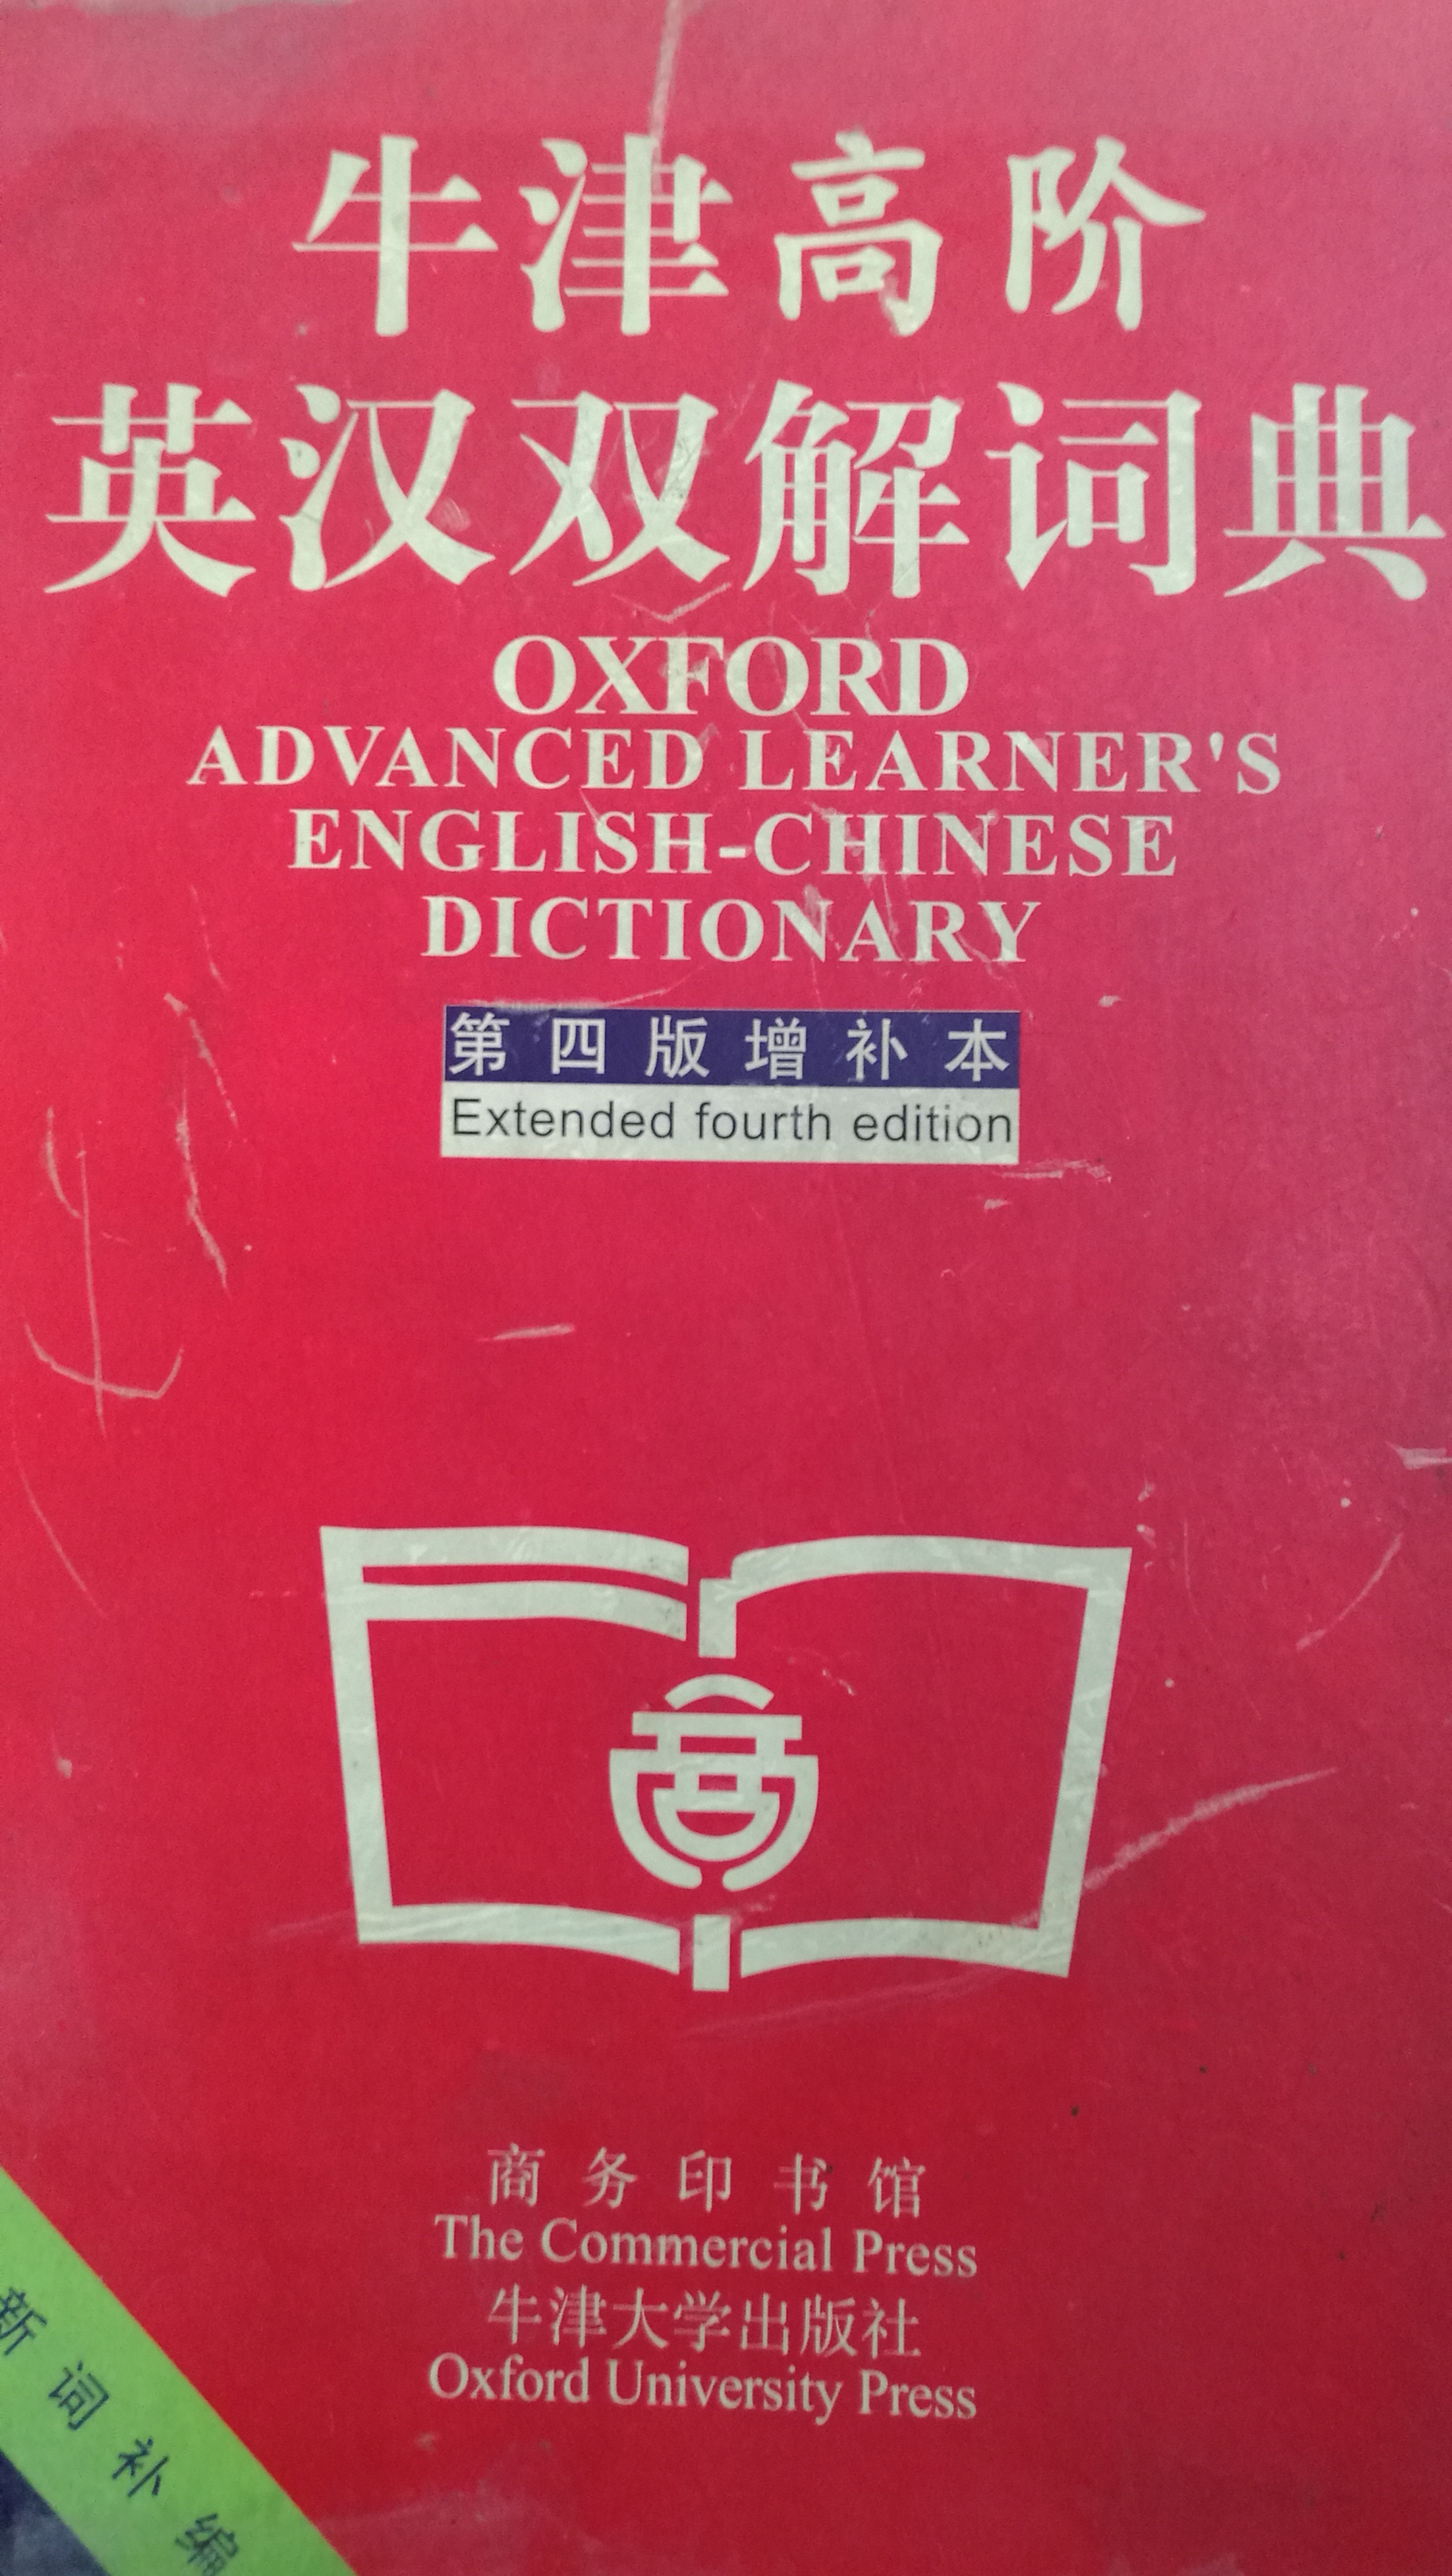 牛津高阶
英汉双解词典
OXFORD
ADVANCED LEARNER'S
ENGLISH-CHINESE
DICTIONARY
第四版增补本
Extended fourth edition
商
商务印书馆
The Commercial Press
牛津大学出版社
Oxford University Press
新词补编